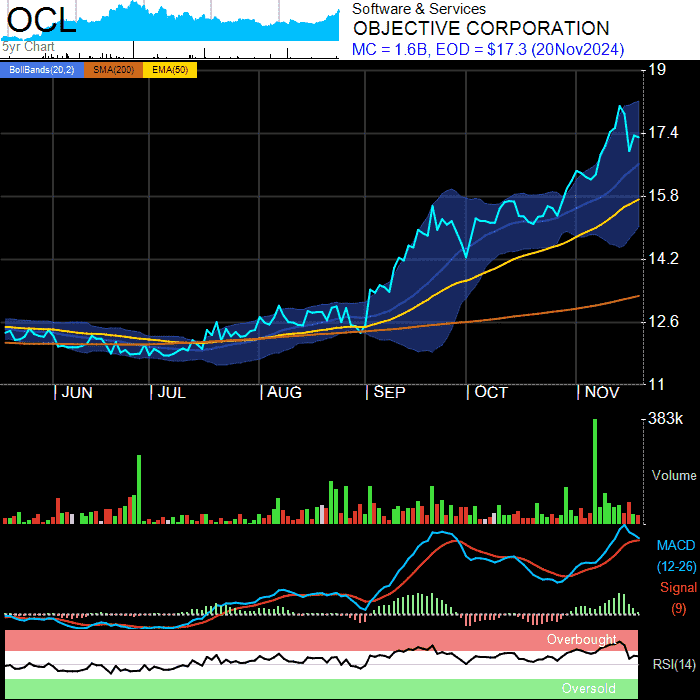 OCL
5yr Chart
Software & Services
OBJECTIVE CORPORATION
MC = 1.6B, EOD = $17.3 (20Nov2024)
BollBands(20,2) SMA(200) EMA(50)
19
17.4
15.8
14.2
12.6
11
JUN JUL AUG SEP OCT NOV
383k
Volume
MACD
(12-26)
Signal
(9)
Overbought
RSI(14)
Oversold